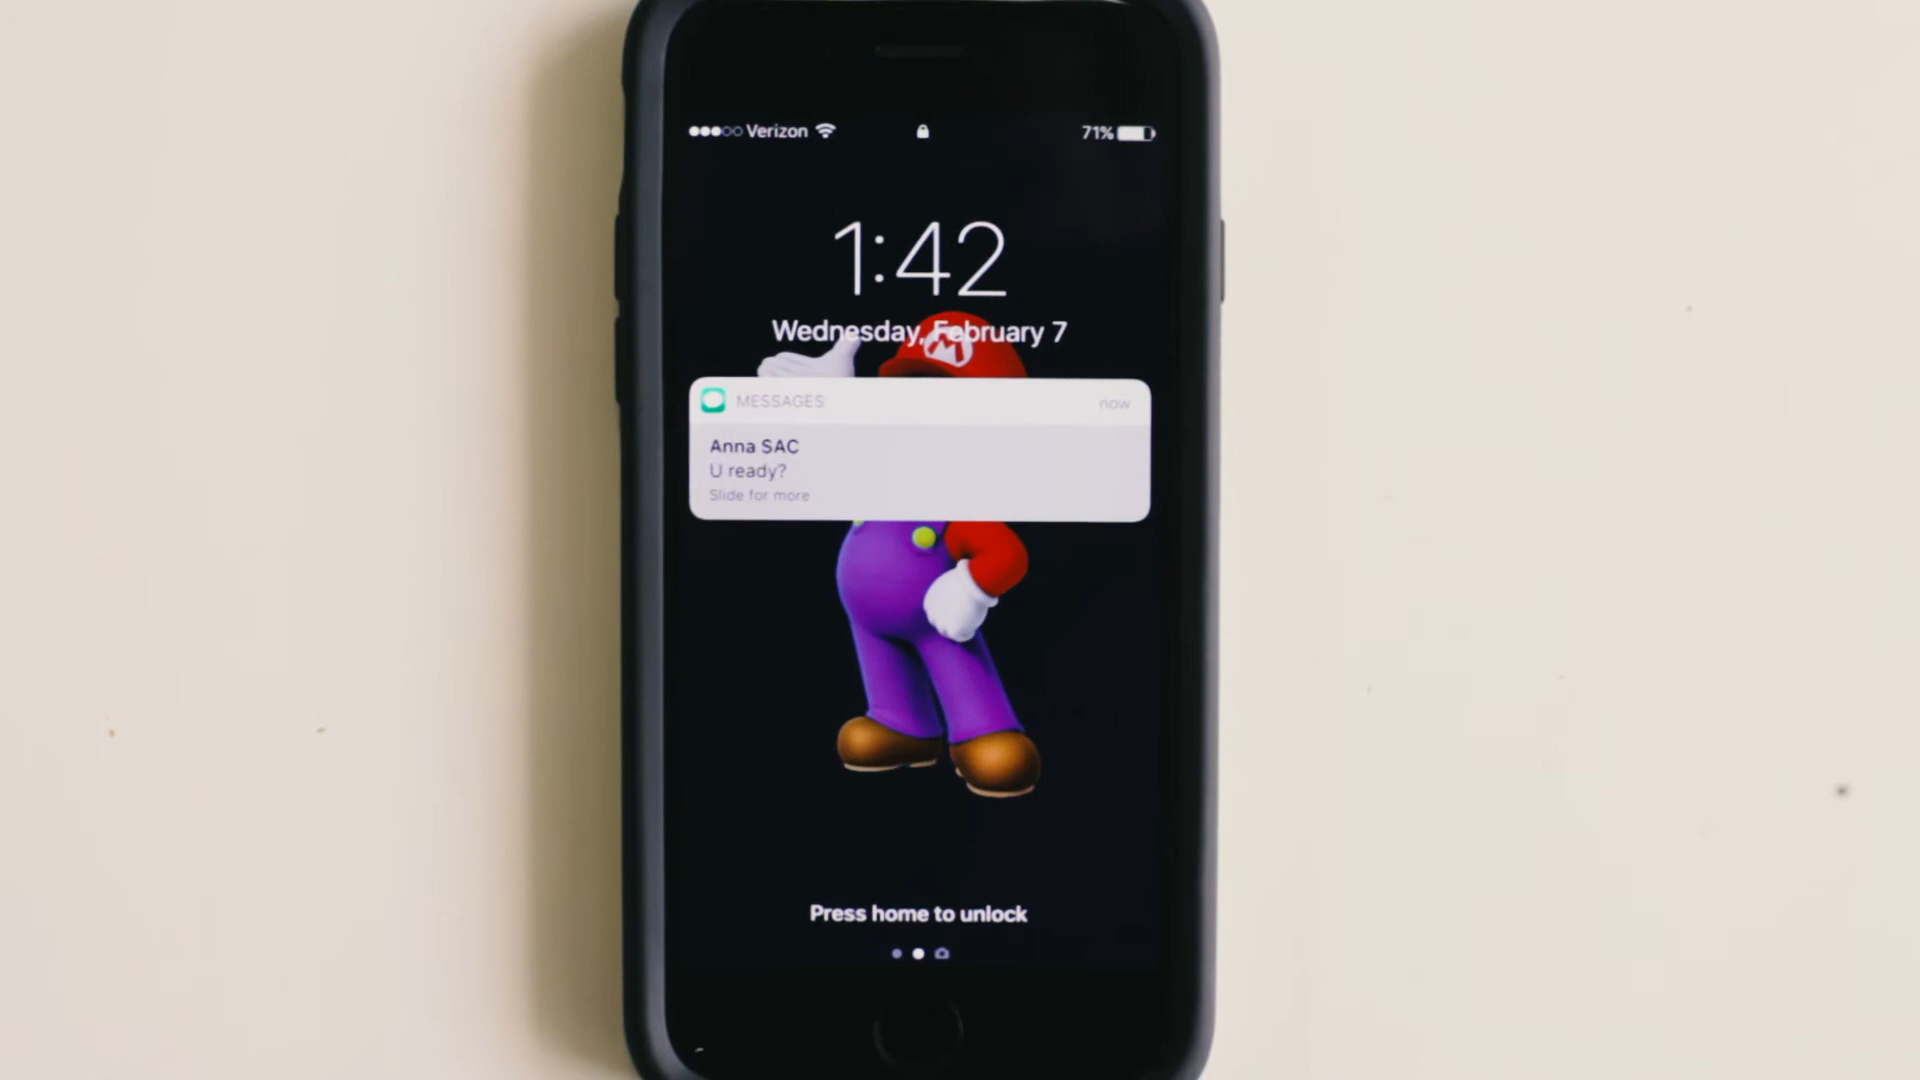 Verizon 71%
1:42
Wednesday, February 7
MESSAGES now
Anna SAC
U ready?
Slide for more
Press home to unlock